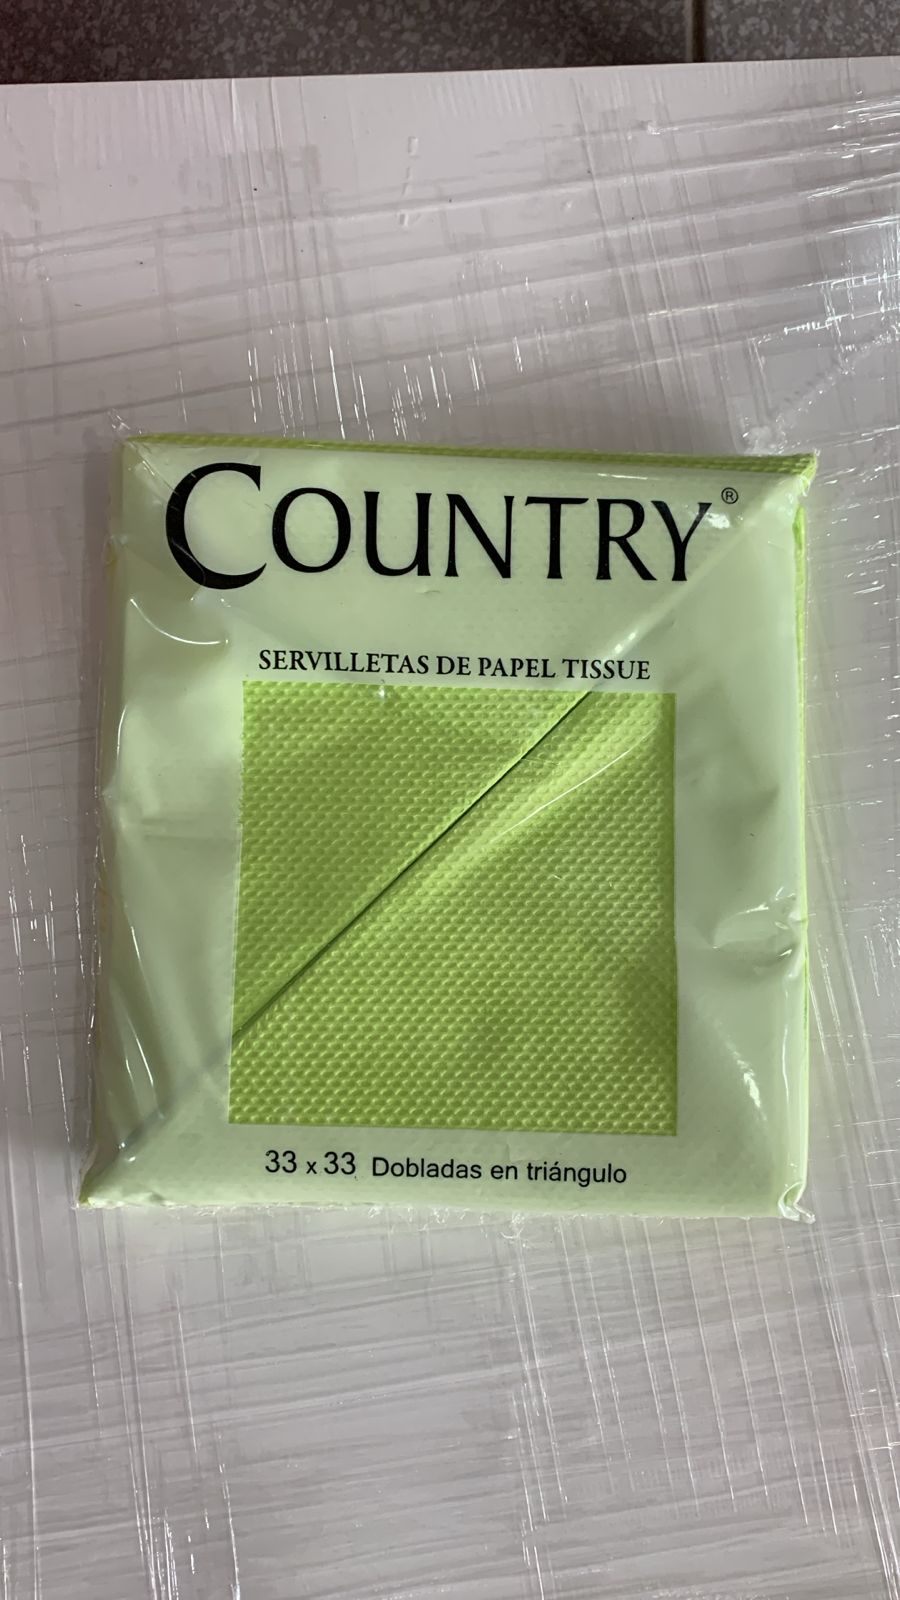 COUNTRY®
SERVILLETAS DE PAPEL TISSUE
33 x 33 Dobladas en triángulo